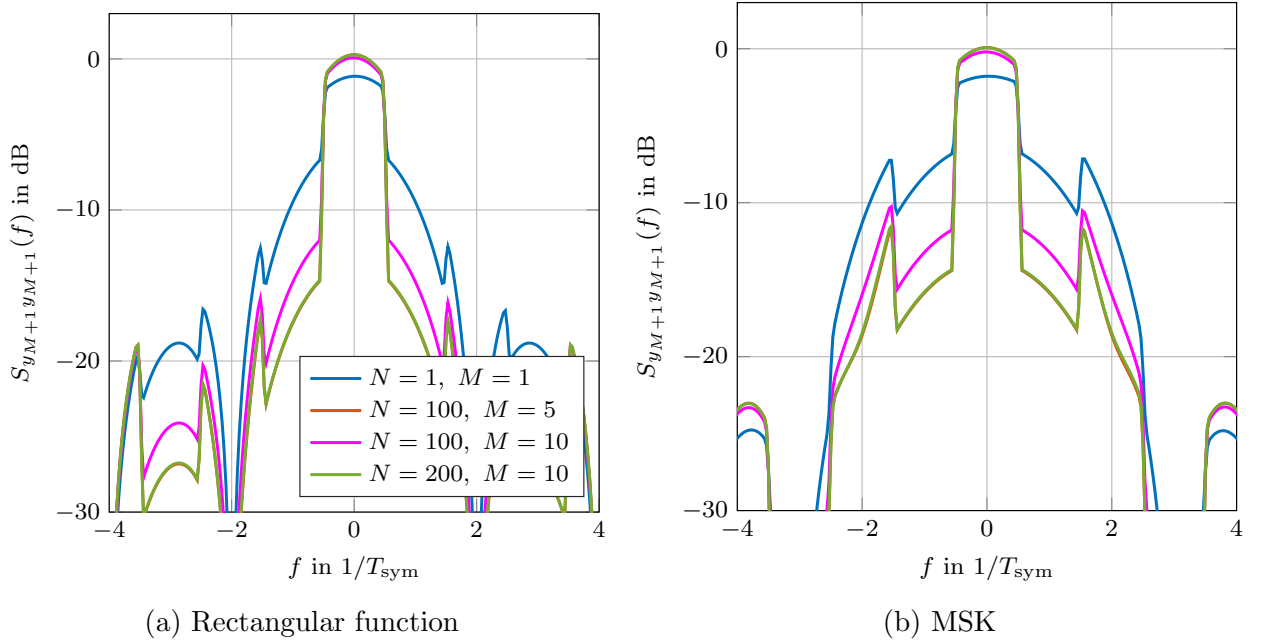 0
−10
−20
−30
−4
−2
0
2
4
f in 1/T_sym
S_{y_{M+1}y_{M+1}}(f) in dB
N = 1, M = 1
N = 100, M = 5
N = 100, M = 10
N = 200, M = 10
(a) Rectangular function
0
−10
−20
−30
−4
−2
0
2
4
f in 1/T_sym
S_{y_{M+1}y_{M+1}}(f) in dB
(b) MSK